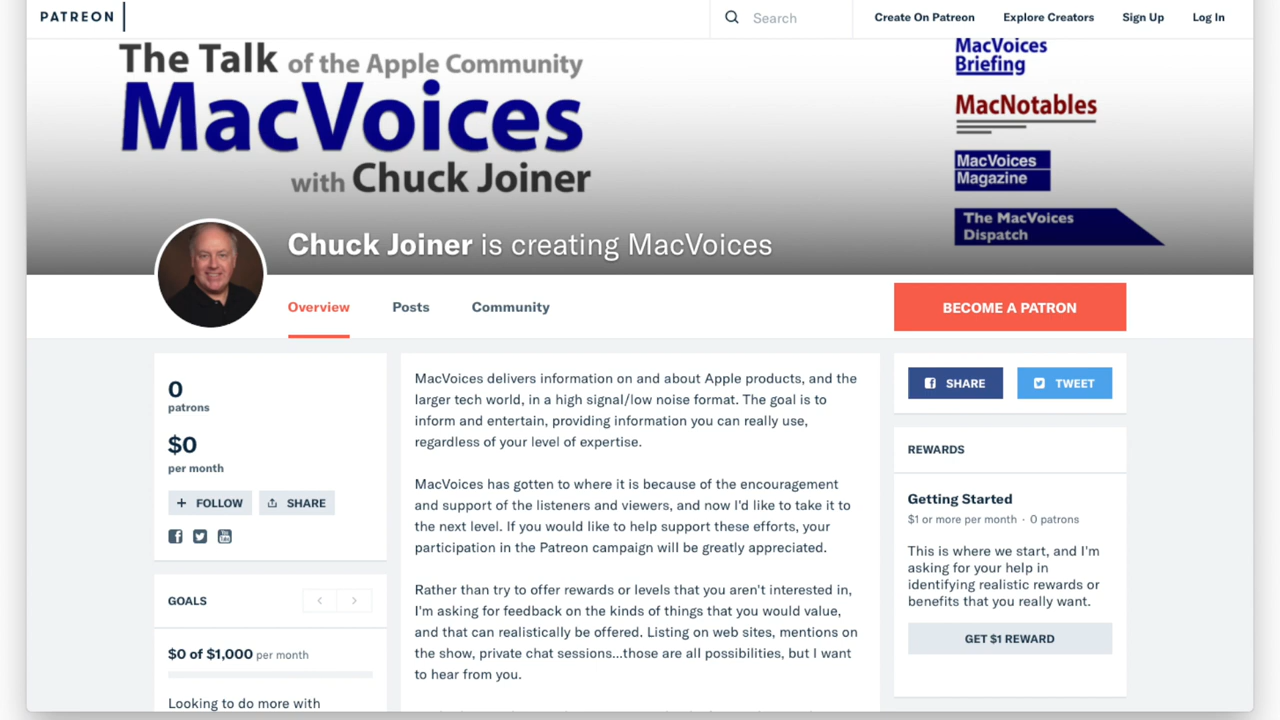 PATREON
Search
Create On Patreon
Explore Creators
Sign Up
Log In
The Talk of the Apple Community
MacVoices
with Chuck Joiner
MacVoices
Briefing
MacNotables
MacVoices
Magazine
The MacVoices
Dispatch
Chuck Joiner is creating MacVoices
Overview
Posts
Community
BECOME A PATRON
0
patrons
$0
per month
+ FOLLOW
SHARE
GOALS
$0 of $1,000 per month
Looking to do more with
MacVoices delivers information on and about Apple products, and the
larger tech world, in a high signal/low noise format. The goal is to
inform and entertain, providing information you can really use,
regardless of your level of expertise.
MacVoices has gotten to where it is because of the encouragement
and support of the listeners and viewers, and now I'd like to take it to
the next level. If you would like to help support these efforts, your
participation in the Patreon campaign will be greatly appreciated.
Rather than try to offer rewards or levels that you aren't interested in,
I'm asking for feedback on the kinds of things that you would value,
and that can realistically be offered. Listing on web sites, mentions on
the show, private chat sessions...those are all possibilities, but I want
to hear from you.
SHARE
TWEET
REWARDS
Getting Started
$1 or more per month · 0 patrons
This is where we start, and I'm
asking for your help in
identifying realistic rewards or
benefits that you really want.
GET $1 REWARD